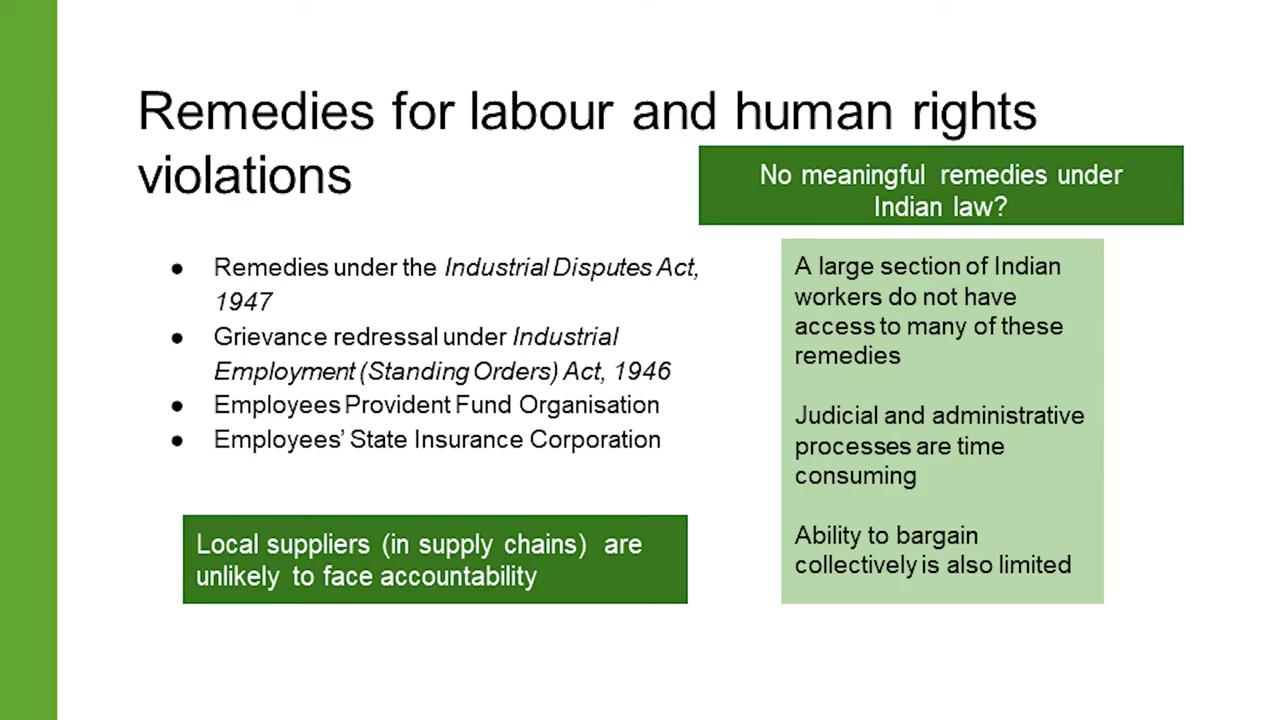 Remedies for labour and human rights
violations
● Remedies under the Industrial Disputes Act,
1947
● Grievance redressal under Industrial
Employment (Standing Orders) Act, 1946
● Employees Provident Fund Organisation
● Employees’ State Insurance Corporation
Local suppliers (in supply chains) are
unlikely to face accountability
No meaningful remedies under
Indian law?
A large section of Indian
workers do not have
access to many of these
remedies
Judicial and administrative
processes are time
consuming
Ability to bargain
collectively is also limited